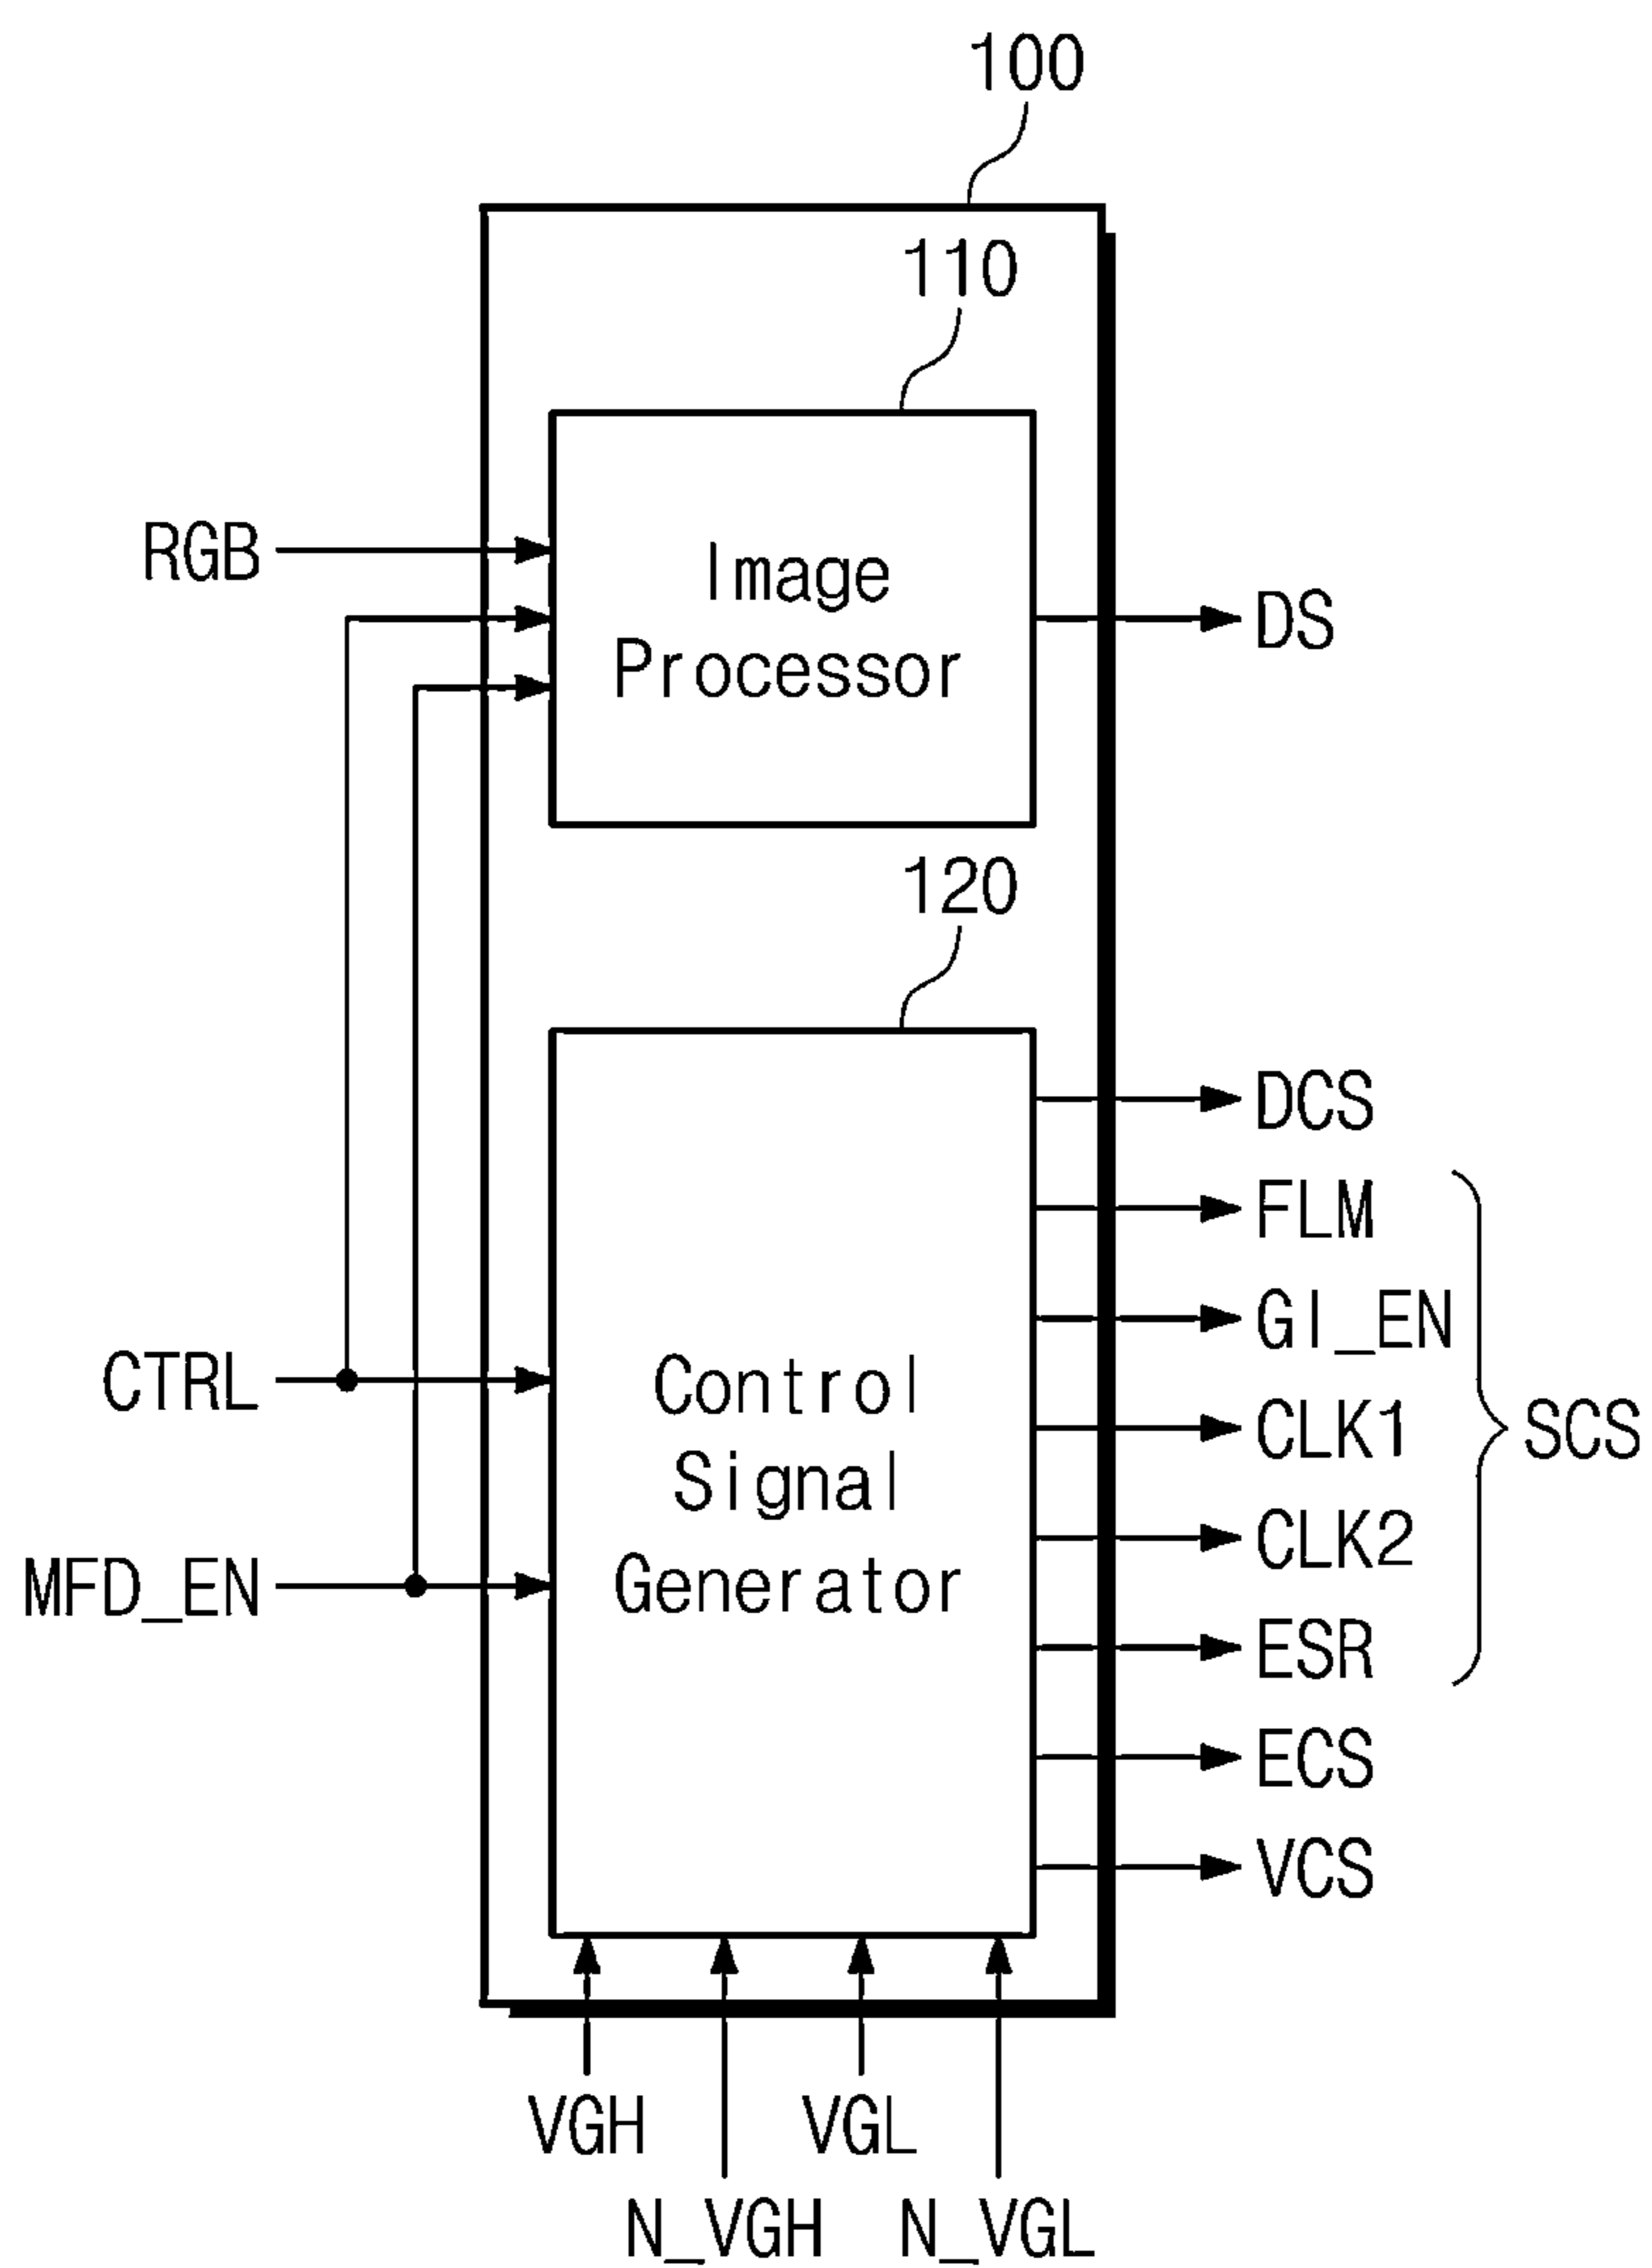 100
110
RGB
Image
Processor
DS
120
DCS
FLM
GI_EN
CTRL
Control
CLK1
SCS
Signal
CLK2
MFD_EN
Generator
ESR
ECS
VCS
VGH
VGL
N_VGH
N_VGL